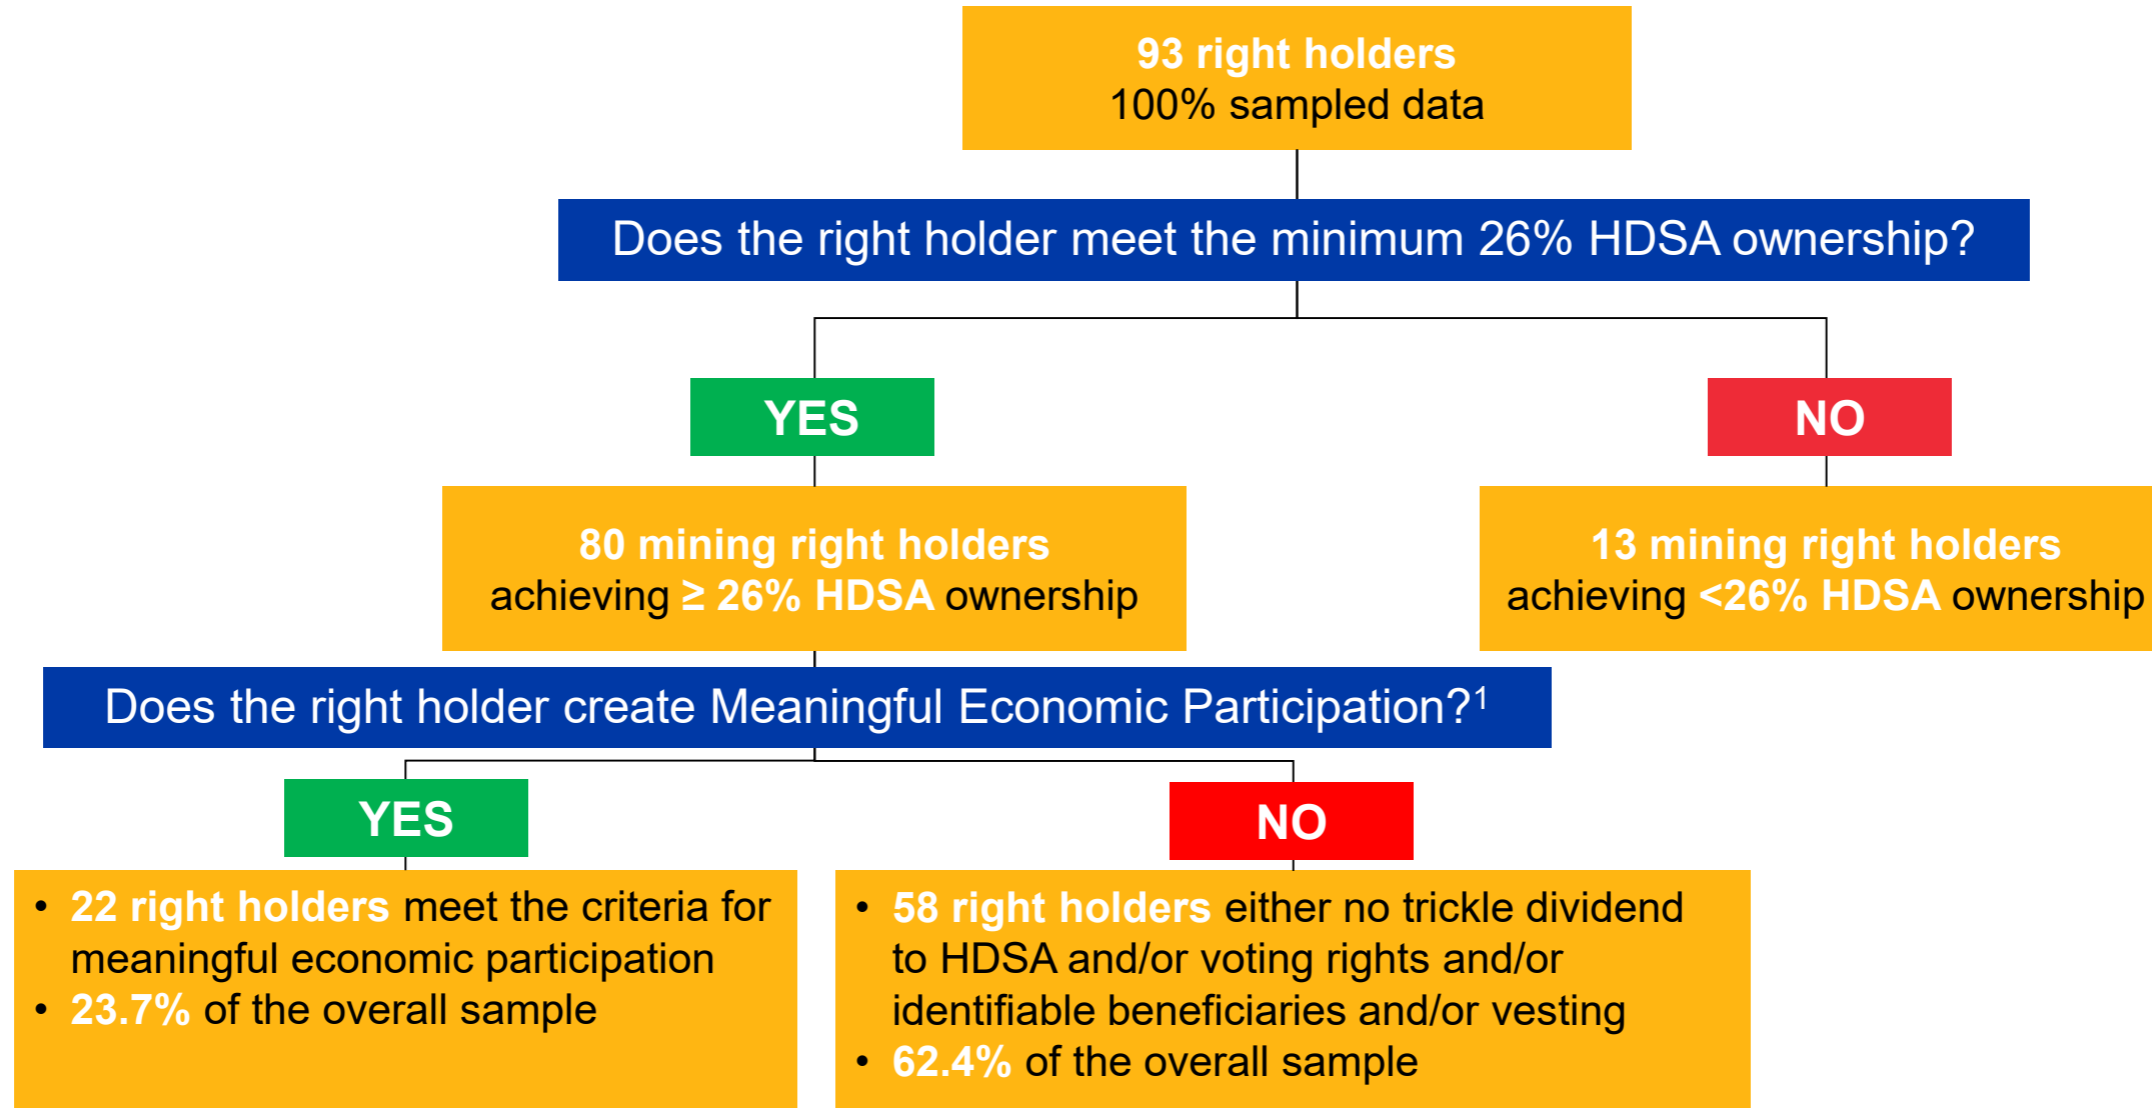 93 right holders
100% sampled data
Does the right holder meet the minimum 26% HDSA ownership?
YES
NO
80 mining right holders
achieving ≥ 26% HDSA ownership
13 mining right holders
achieving <26% HDSA ownership
Does the right holder create Meaningful Economic Participation?¹
YES
NO
• 22 right holders meet the criteria for
meaningful economic participation
• 23.7% of the overall sample
• 58 right holders either no trickle dividend
to HDSA and/or voting rights and/or
identifiable beneficiaries and/or vesting
• 62.4% of the overall sample